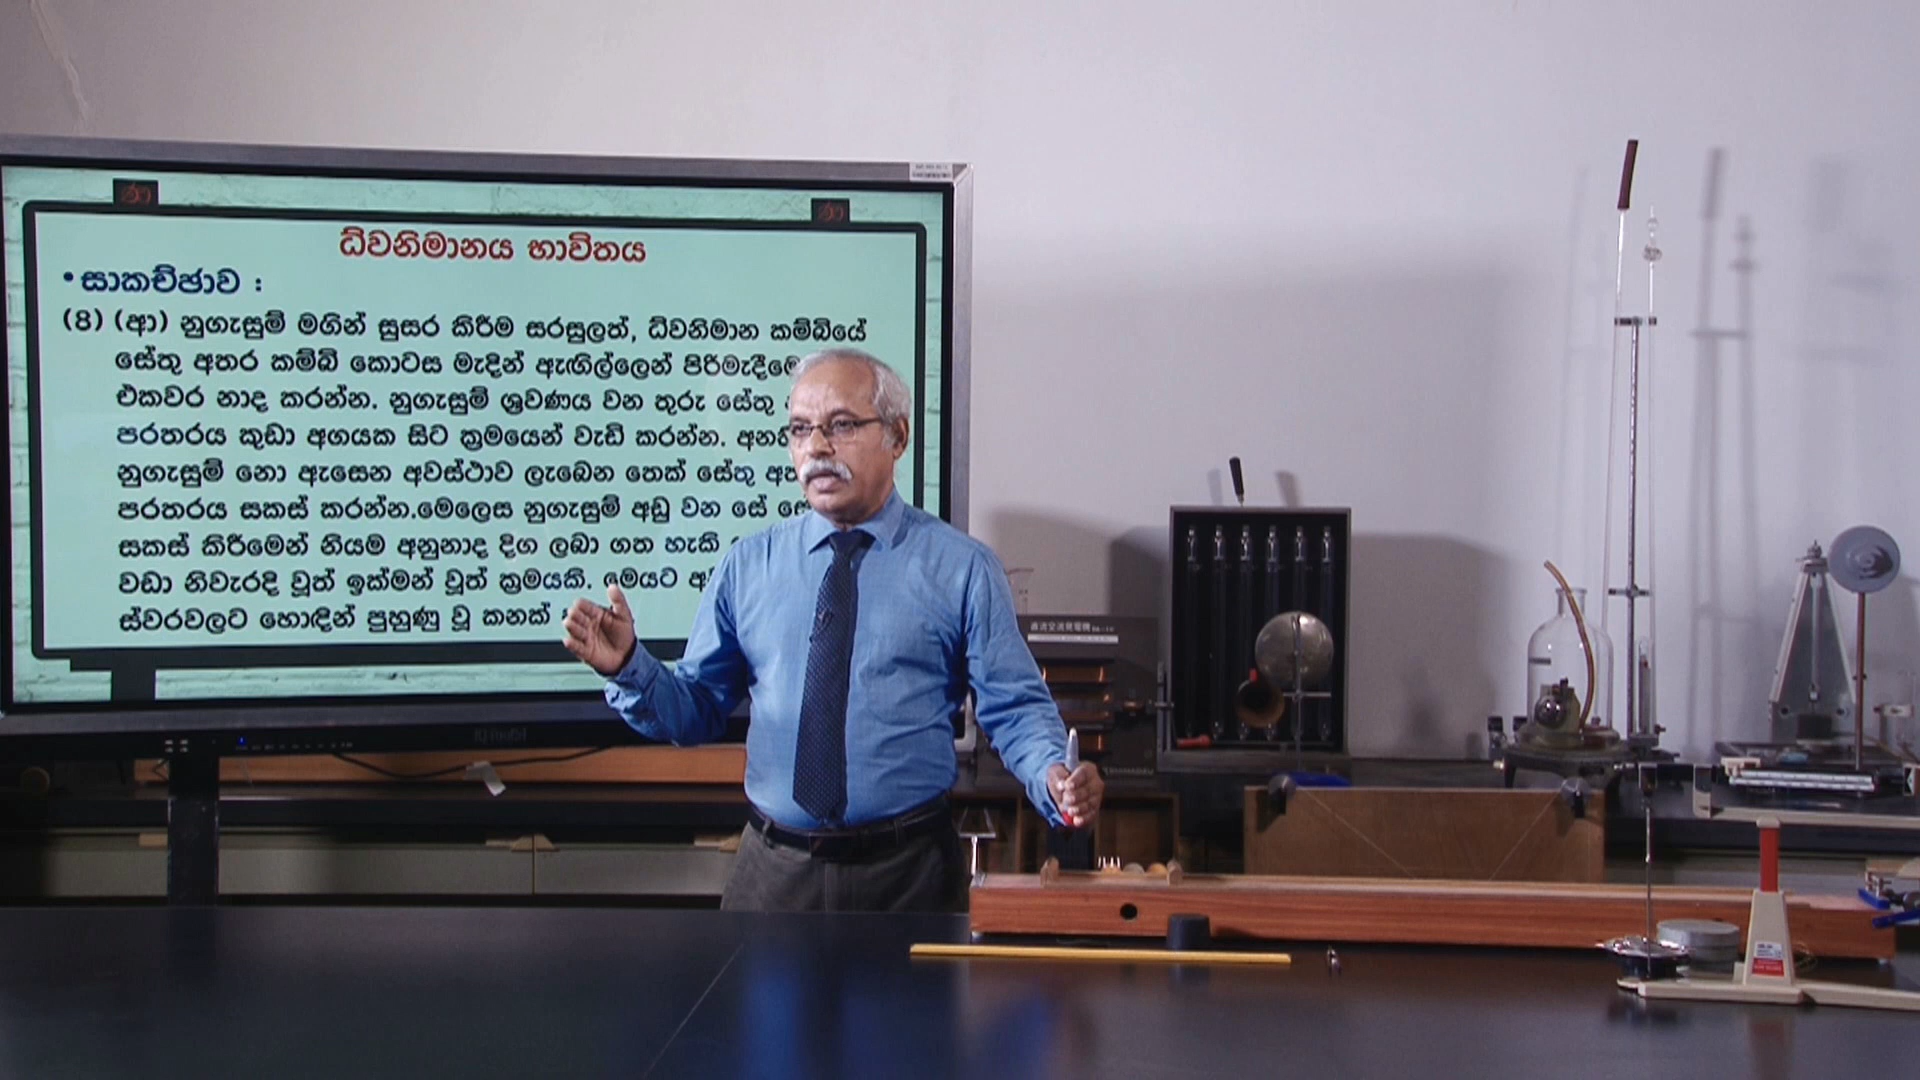 ධ්වනිමානය භාවිතය
• සාකච්ඡාව :
(8) (ආ) නුගැසුම් මගින් සුසර කිරීම සරසුලත්, ධ්වනිමාන කම්බියේ
සේතු අතර කම්බි කොටස මැදින් ඇඟිල්ලෙන්
එකවර නාද කරන්න. නුගැසුම් ශ්‍රවණය වන තුරු සේතු
පරතරය කුඩා අගයක සිට ක්‍රමයෙන් වැඩි කරන්න.
නුගැසුම් නො ඇසෙන අවස්ථාව ලැබෙන තෙක් සේතු
පරතරය සකස් කරන්න.මෙලෙස නුගැසුම් අඩු වන සේ
සකස් කිරීමෙන් නියම අනුනාද දිග ලබා ගත හැකි
වඩා නිවැරදි වූත් ඉක්මන් වූත් ක්‍රමයකි. මෙයට
ස්වරවලට හොඳින් පුහුණු වූ කනක්